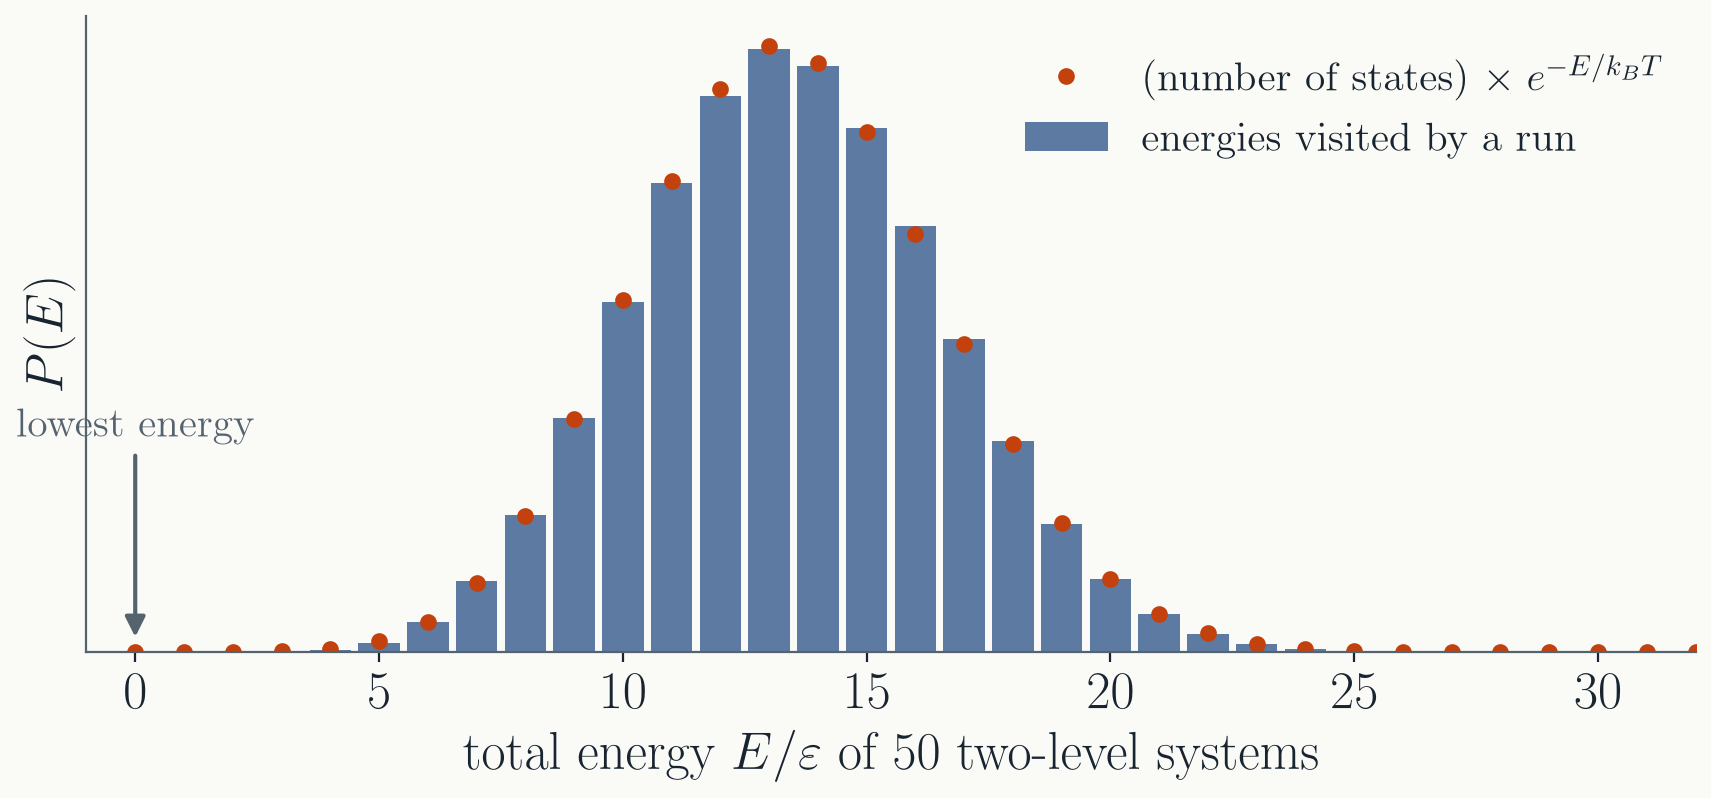 (number of states) × e^{−E/k_BT}
energies visited by a run
P(E)
lowest energy
0 5 10 15 20 25 30
total energy E/ε of 50 two-level systems